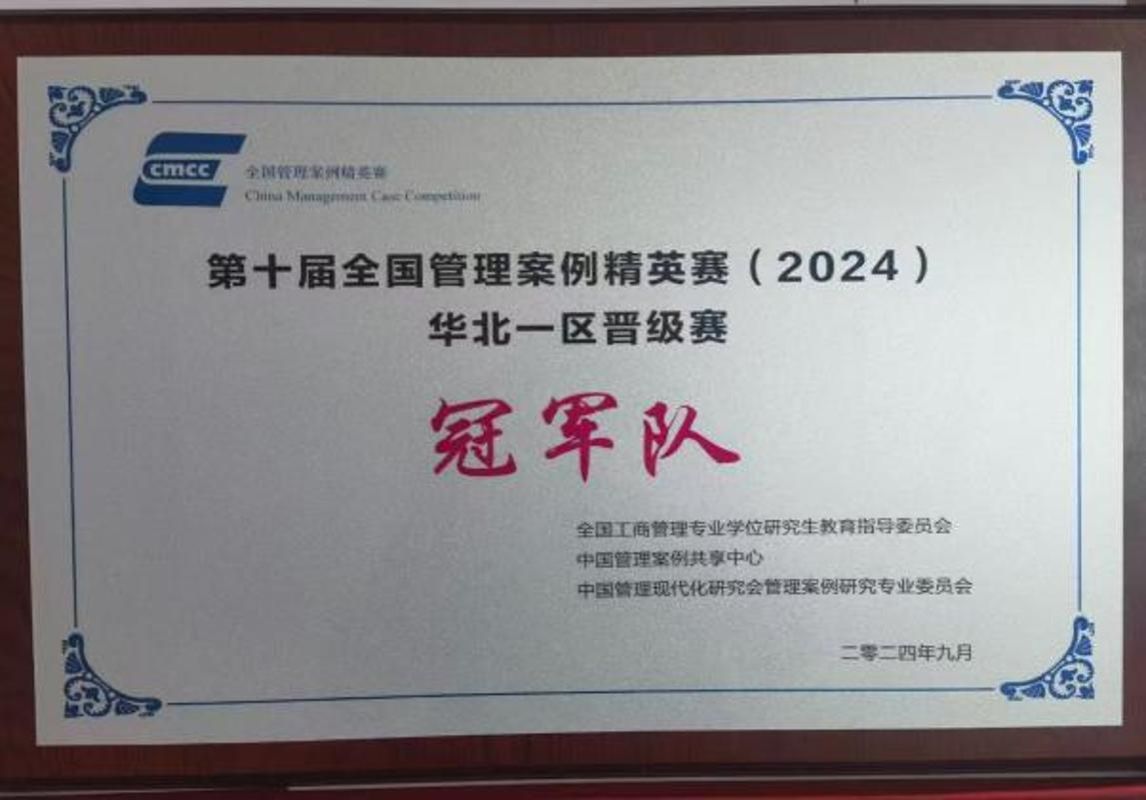 cmcc
全国管理案例精英赛
China Management Case Competition
第十届全国管理案例精英赛（2024）
华北一区晋级赛
冠军队
全国工商管理专业学位研究生教育指导委员会
中国管理案例共享中心
中国管理现代化研究会管理案例研究专业委员会
二零二四年九月